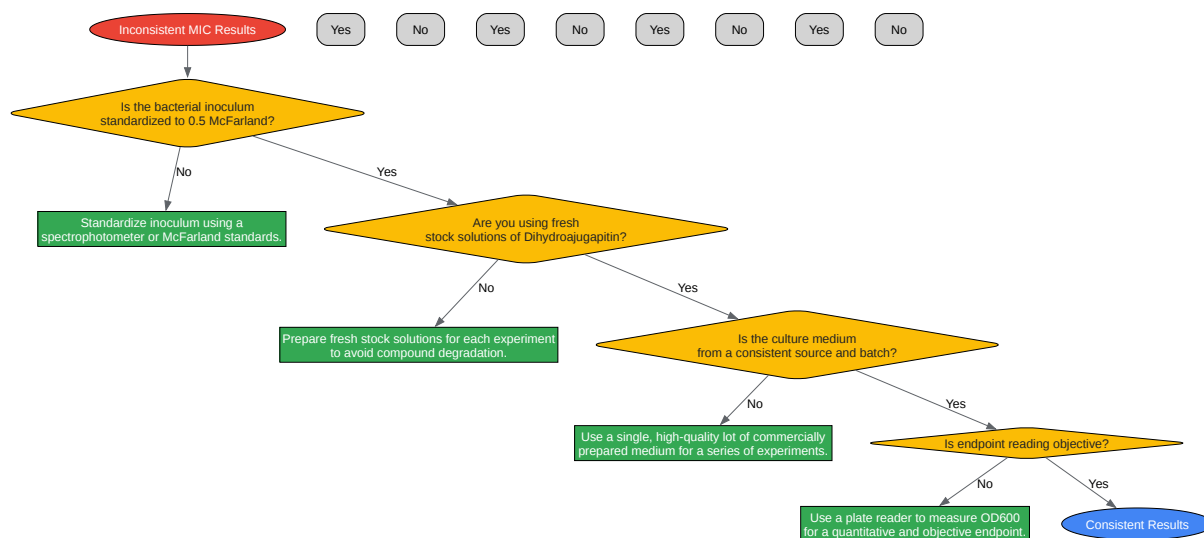 Inconsistent MIC Results
Yes
No
Yes
No
Yes
No
Yes
No
Is the bacterial inoculum
standardized to 0.5 McFarland?
No
Yes
Standardize inoculum using a
spectrophotometer or McFarland standards.
Are you using fresh
stock solutions of Dihydroajugapitin?
No
Yes
Prepare fresh stock solutions for each experiment
to avoid compound degradation.
Is the culture medium
from a consistent source and batch?
No
Yes
Use a single, high-quality lot of commercially
prepared medium for a series of experiments.
Is endpoint reading objective?
No
Yes
Use a plate reader to measure OD600
for a quantitative and objective endpoint.
Consistent Results